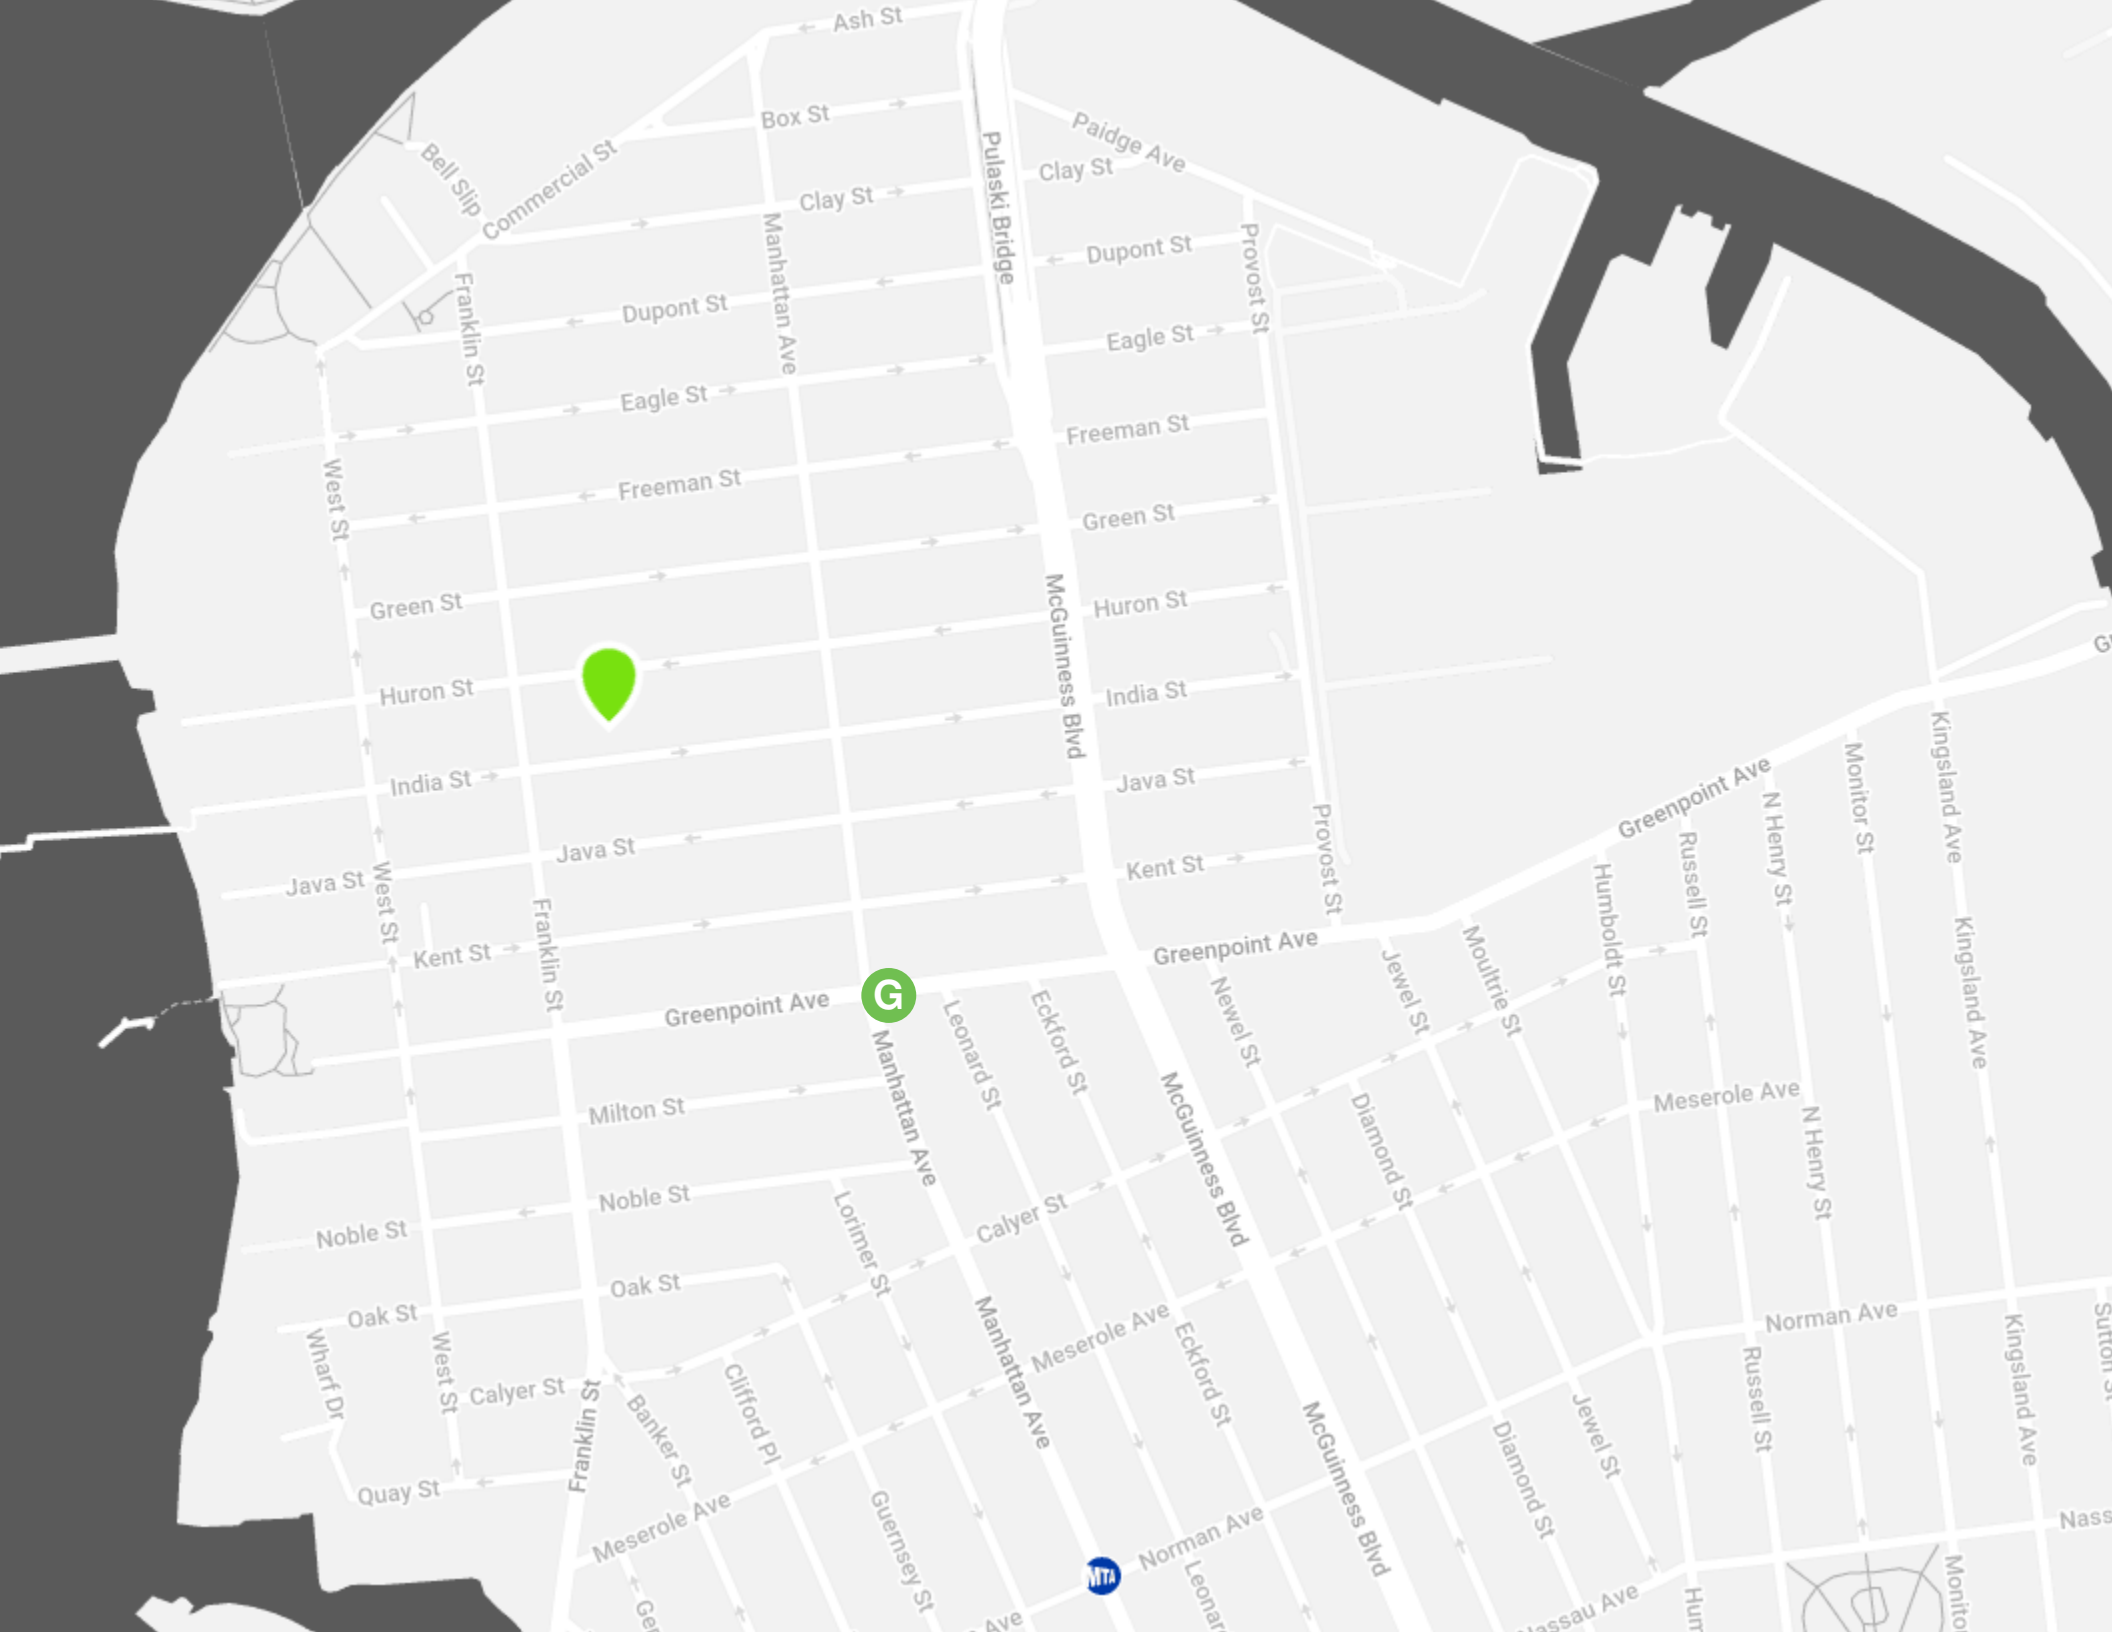 Ash St
Box St
Paidge Ave
Pulaski Bridge
Bell Slip
Commercial St
Clay St
Clay St
Manhattan Ave
Dupont St
Provost St
Franklin St
Dupont St
Eagle St
Eagle St
Freeman St
West St
Freeman St
Green St
Green St
McGuinness Blvd
Huron St
Huron St
India St
India St
Java St
Kingsland Ave
Monitor St
Greenpoint Ave
N Henry St
Java St
Java St
Provost St
Russell St
Kent St
Humboldt St
West St
Franklin St
Kent St
Greenpoint Ave
Kingsland Ave
Moultrie St
Jewel St
Newel St
G
Greenpoint Ave
Leonard St
Eckford St
Manhattan Ave
McGuinness Blvd
Milton St
Diamond St
Meserole Ave
N Henry St
Noble St
Noble St
Lorimer St
Calyer St
Oak St
Oak St
Manhattan Ave
Meserole Ave
Norman Ave
Kingsland Ave
Sutton St
Wharf Dr
West St
Calyer St
Franklin St
Banker St
Clifford Pl
Eckford St
McGuinness Blvd
Diamond St
Jewel St
Russell St
Quay St
Meserole Ave
Guernsey St
Norman Ave
MTA
Leonar
Nass
Nassau Ave
Hum
Monito
Ger
Ave